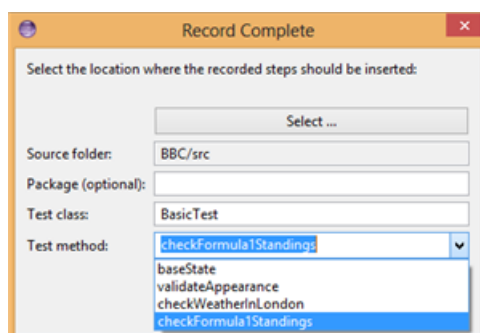 Record Complete
Select the location where the recorded steps should be inserted:
Select ...
Source folder: BBC/src
Package (optional):
Test class: BasicTest
Test method: checkFormula1Standings
baseState
validateAppearance
checkWeatherInLondon
checkFormula1Standings